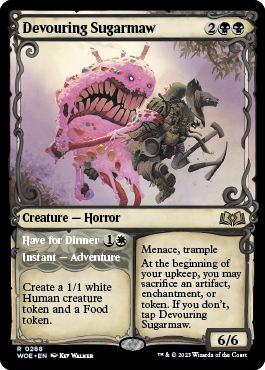 Devouring Sugarmaw 2
Creature — Horror
Have for Dinner 1
Instant — Adventure
Create a 1/1 white
Human creature
token and a Food
token.
Menace, trample
At the beginning of
your upkeep, you may
sacrifice an artifact,
enchantment, or
token. If you don't,
tap Devouring
Sugarmaw.
6/6
R 0288
WOE • EN Kev Walker
™ & © 2023 Wizards of the Coast